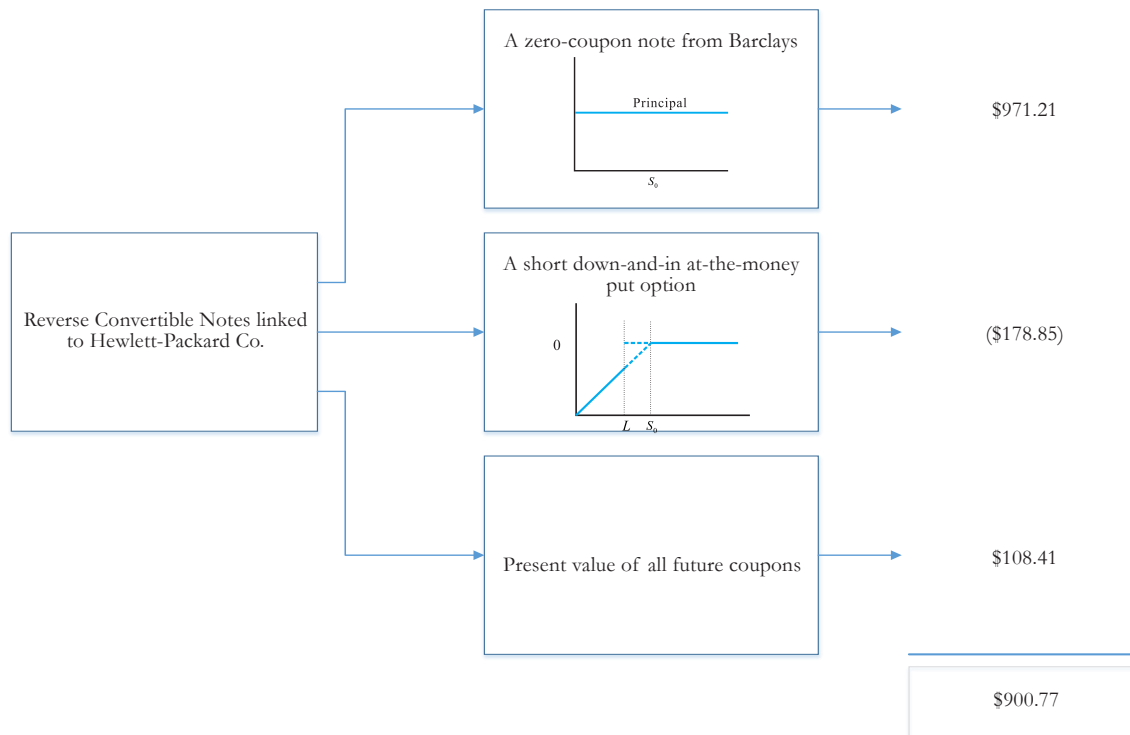 A zero-coupon note from Barclays
Principal
S₀
$971.21
Reverse Convertible Notes linked
to Hewlett-Packard Co.
A short down-and-in at-the-money
put option
0
L S₀
($178.85)
Present value of all future coupons
$108.41
$900.77